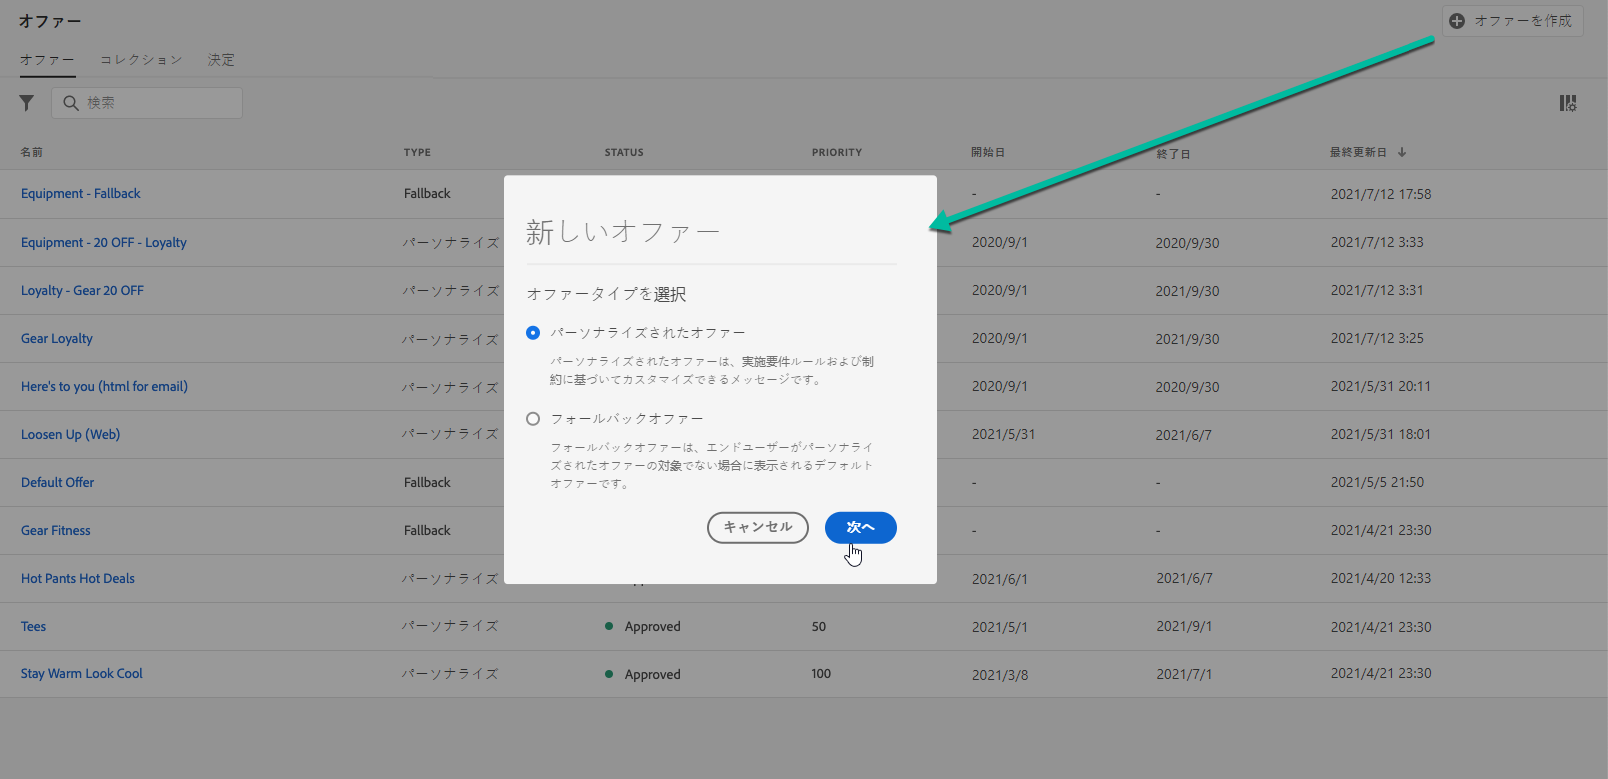 オファー
オファーを作成
オファー コレクション 決定
検索
名前 TYPE STATUS PRIORITY 開始日 終了日 最終更新日
Equipment - Fallback Fallback - - 2021/7/12 17:58
Equipment - 20 OFF - Loyalty パーソナライズ 2020/9/1 2020/9/30 2021/7/12 3:33
Loyalty - Gear 20 OFF パーソナライズ 2020/9/1 2021/9/30 2021/7/12 3:31
Gear Loyalty パーソナライズ 2020/9/1 2021/9/30 2021/7/12 3:25
Here's to you (html for email) パーソナライズ 2020/9/1 2020/9/30 2021/5/31 20:11
Loosen Up (Web) パーソナライズ 2021/5/31 2021/6/7 2021/5/31 18:01
Default Offer Fallback - - 2021/5/5 21:50
Gear Fitness Fallback - - 2021/4/21 23:30
Hot Pants Hot Deals パーソナライズ 2021/6/1 2021/6/7 2021/4/20 12:33
Tees パーソナライズ Approved 50 2021/5/1 2021/9/1 2021/4/21 23:30
Stay Warm Look Cool パーソナライズ Approved 100 2021/3/8 2021/7/1 2021/4/21 23:30
新しいオファー
オファータイプを選択
パーソナライズされたオファー
パーソナライズされたオファーは、実施要件ルールおよび制
約に基づいてカスタマイズできるメッセージです。
フォールバックオファー
フォールバックオファーは、エンドユーザーがパーソナライ
ズされたオファーの対象でない場合に表示されるデフォルト
オファーです。
キャンセル 次へ